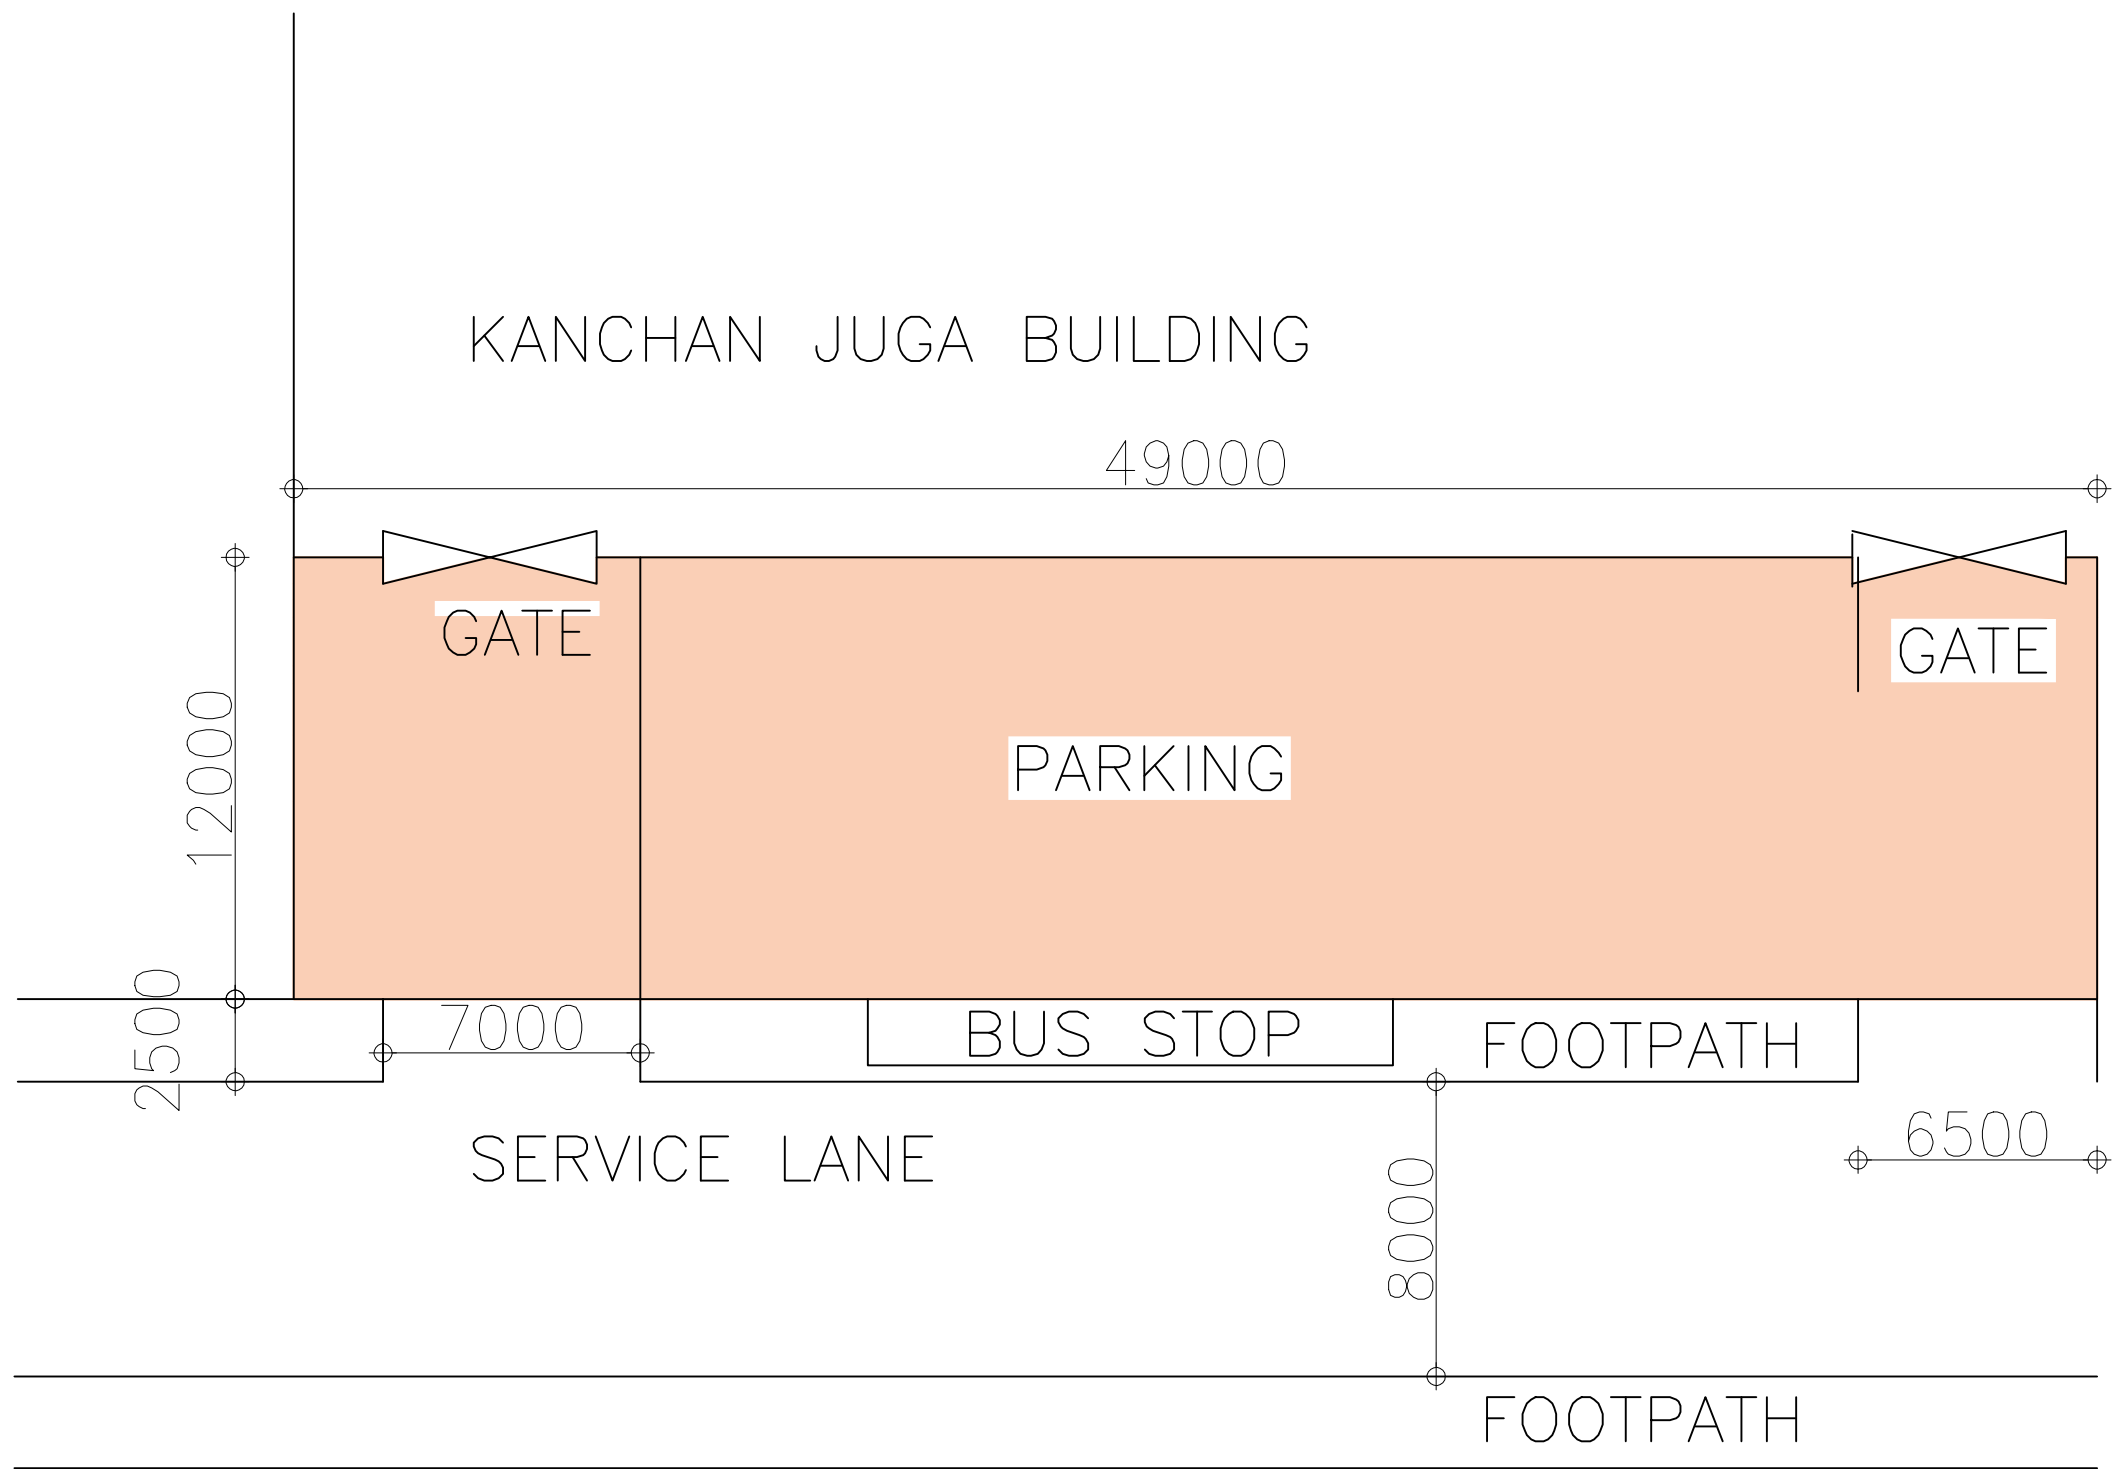 KANCHAN JUGA BUILDING
49000
GATE
GATE
12000
PARKING
2500
7000
BUS STOP
FOOTPATH
SERVICE LANE
6500
8000
FOOTPATH